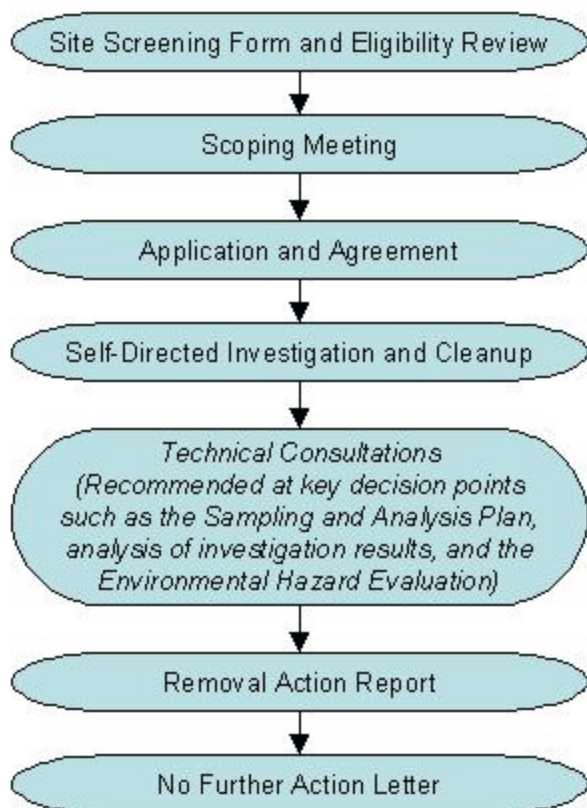 Site Screening Form and Eligibility Review
Scoping Meeting
Application and Agreement
Self-Directed Investigation and Cleanup
Technical Consultations
(Recommended at key decision points
such as the Sampling and Analysis Plan,
analysis of investigation results, and the
Environmental Hazard Evaluation)
Removal Action Report
No Further Action Letter